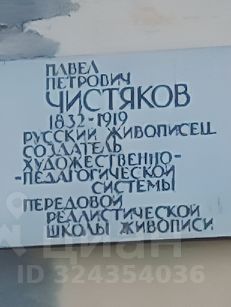 ПАВЕЛ
ПЕТРОВИЧ
ЧИСТЯКОВ
1832-1919
РУССКИЙ ЖИВОПИСЕЦ
СОЗДАТЕЛЬ
ХУДОЖЕСТВЕННО-
-ПЕДАГОГИЧЕСКОЙ
СИСТЕМЫ
ПЕРЕДОВОЙ
РЕАЛИСТИЧЕСКОЙ
ШКОЛЫ ЖИВОПИСИ
циан
ID 324354036